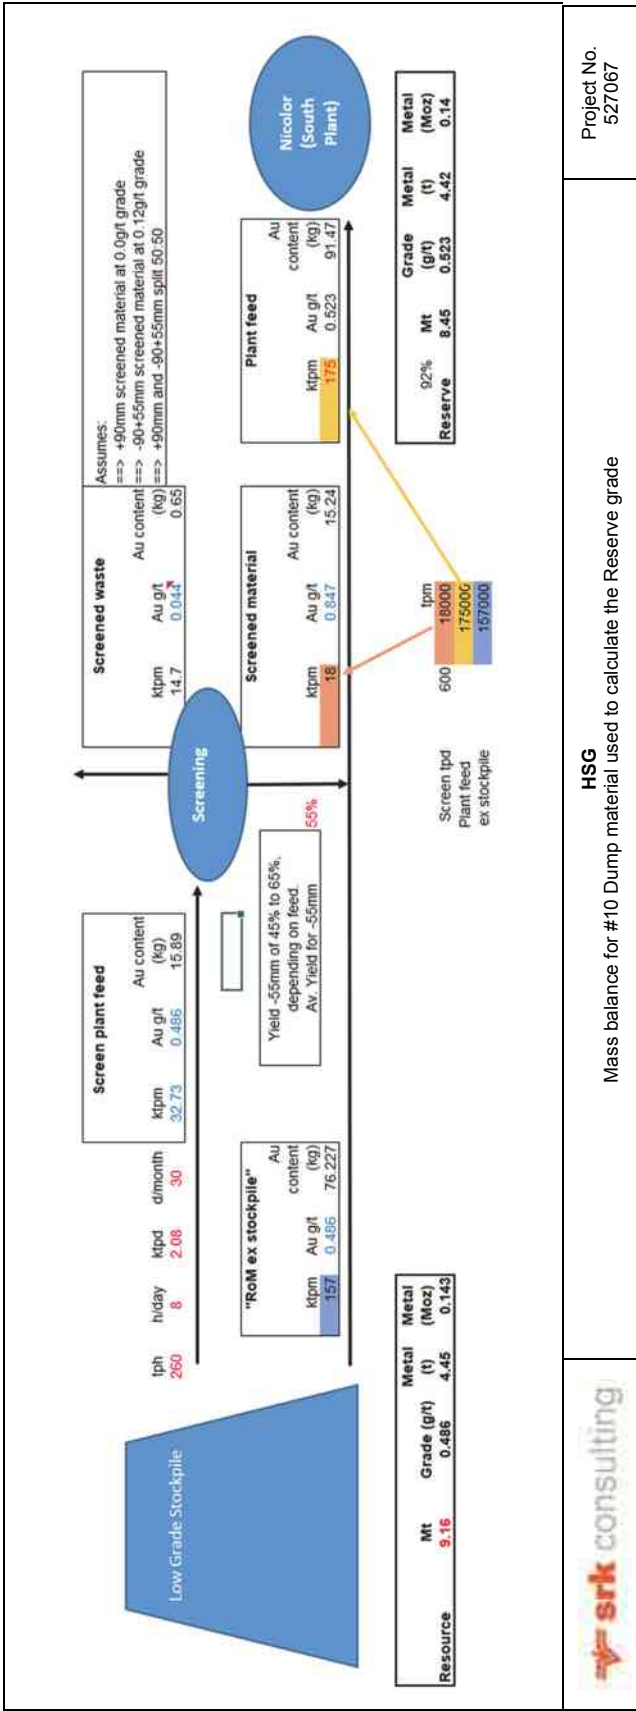 Low Grade Stockpile
tph h/day ktpd d/month
260 8 2.08 30
Screen plant feed
ktpm Au g/t Au content (kg)
32.73 0.486 15.89
"RoM ex stockpile"
ktpm Au g/t Au content (kg)
157 0.486 76.227
Yield -55mm of 45% to 65%,
depending on feed.
Av. Yield for -55mm
55%
Screening
Screened waste
ktpm Au g/t Au content (kg)
14.7 0.044 0.65
Assumes:
==> +90mm screened material at 0.0g/t grade
==> -90+55mm screened material at 0.12g/t grade
==> +90mm and -90+55mm split 50:50
Screened material
ktpm Au g/t Au content (kg)
18 0.847 15.24
Plant feed
ktpm Au g/t Au content (kg)
175 0.523 91.47
Nicolor
(South
Plant)
tpm
Screen tpd 600 18000
Plant feed 175000
ex stockpile 157000
Mt Grade (g/t) Metal (t) Metal (Moz)
Resource 9.16 0.486 4.45 0.143
92% Mt Grade (g/t) Metal (t) Metal (Moz)
Reserve 8.45 0.523 4.42 0.14
srk consulting
HSG
Mass balance for #10 Dump material used to calculate the Reserve grade
Project No.
527067